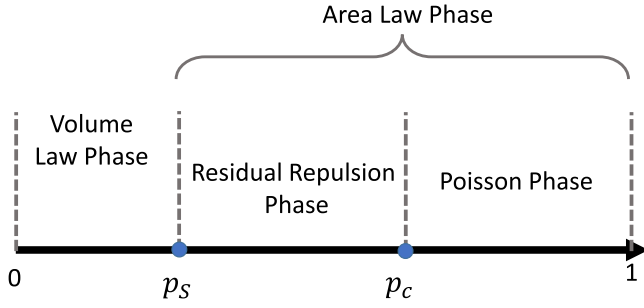 Area Law Phase
Volume
Law Phase
Residual Repulsion
Phase
Poisson Phase
0
p_S
p_c
1